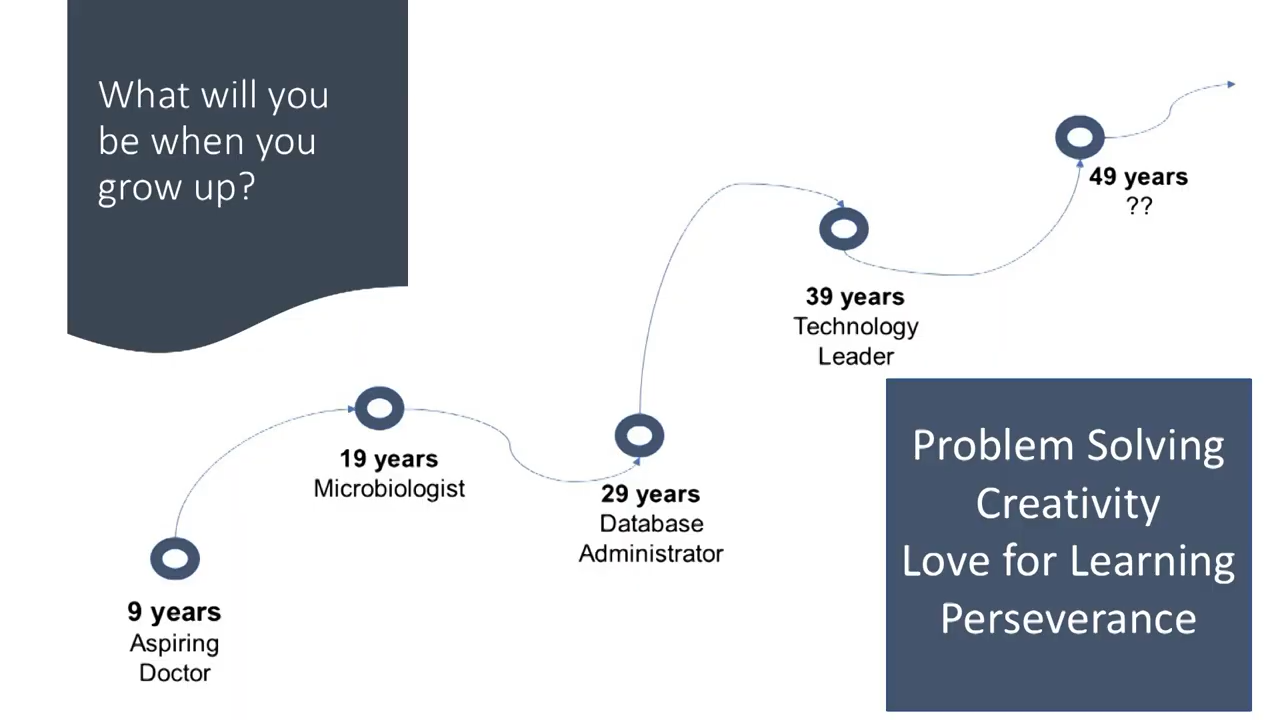 What will you
be when you
grow up?
9 years
Aspiring
Doctor
19 years
Microbiologist
29 years
Database
Administrator
39 years
Technology
Leader
49 years
??
Problem Solving
Creativity
Love for Learning
Perseverance